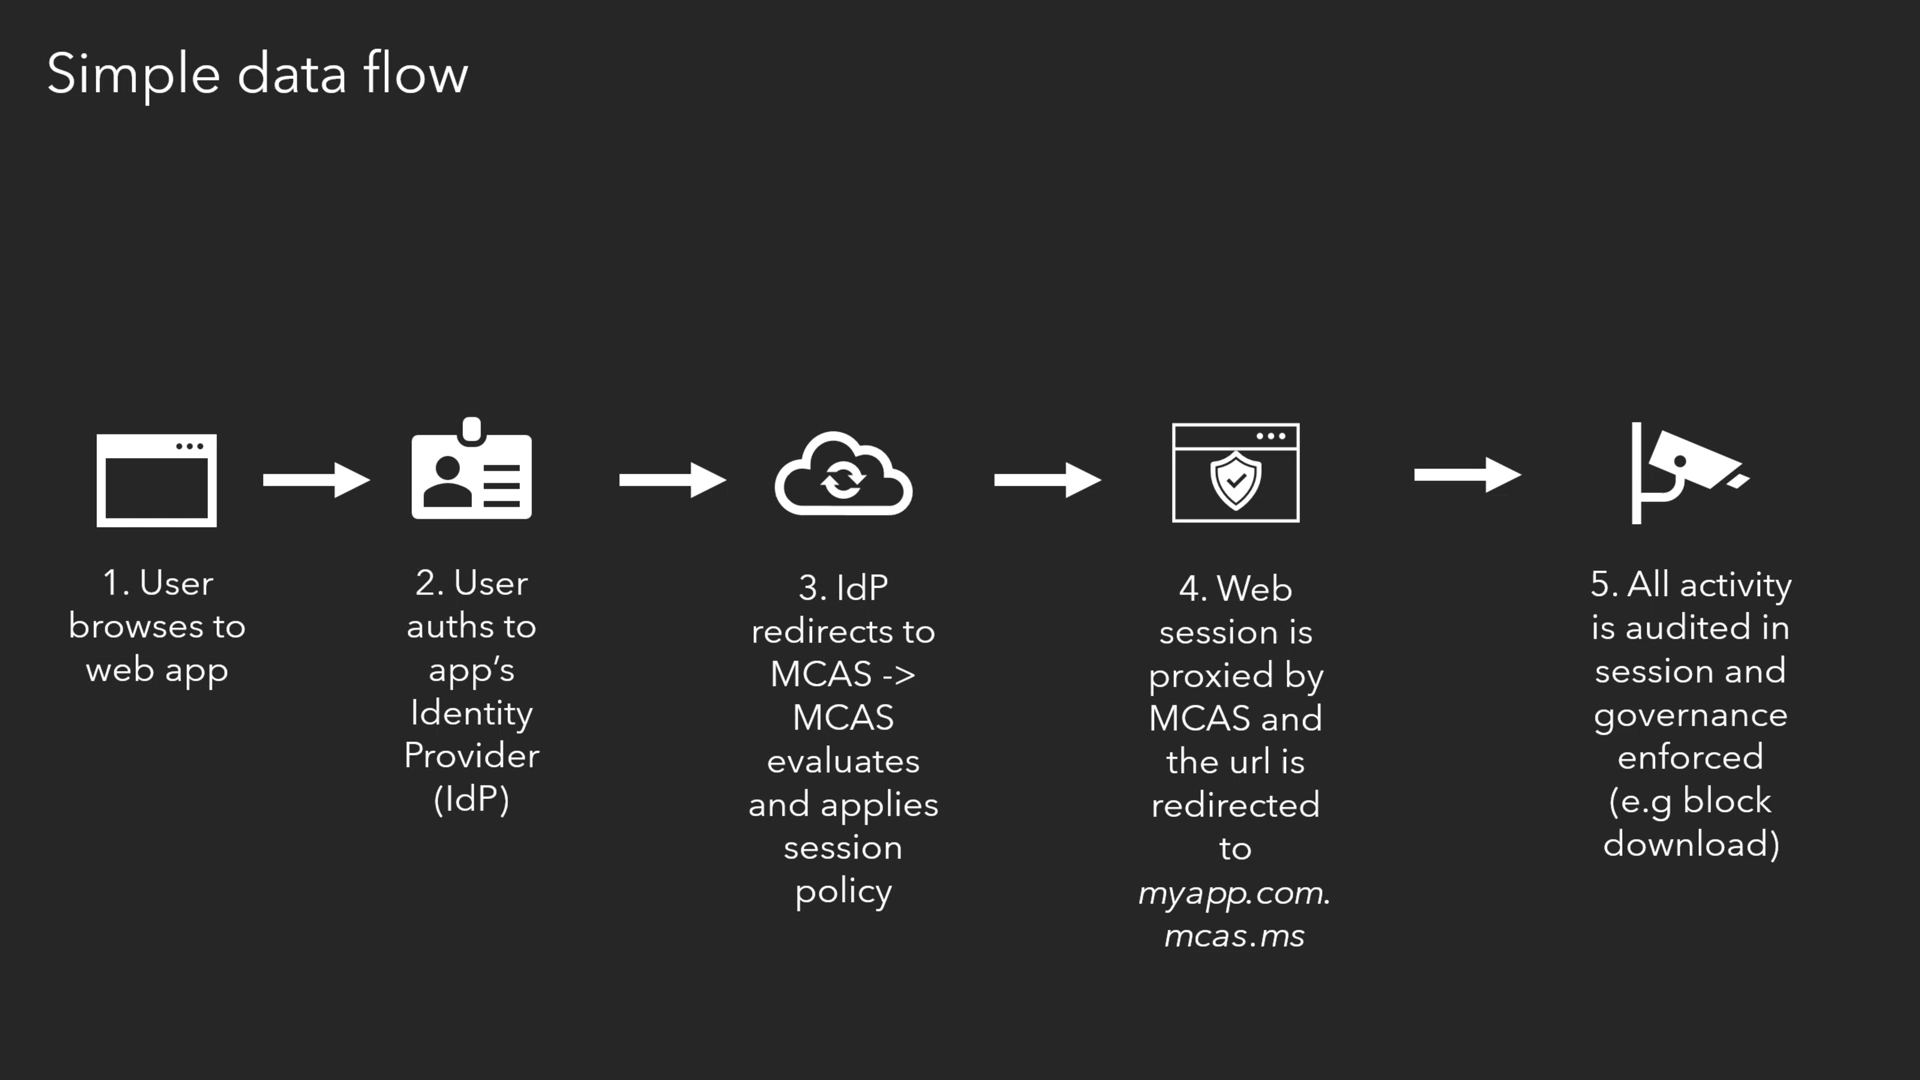 Simple data flow
1. User
browses to
web app
2. User
auths to
app’s
Identity
Provider
(IdP)
3. IdP
redirects to
MCAS ->
MCAS
evaluates
and applies
session
policy
4. Web
session is
proxied by
MCAS and
the url is
redirected
to
myapp.com.
mcas.ms
5. All activity
is audited in
session and
governance
enforced
(e.g block
download)